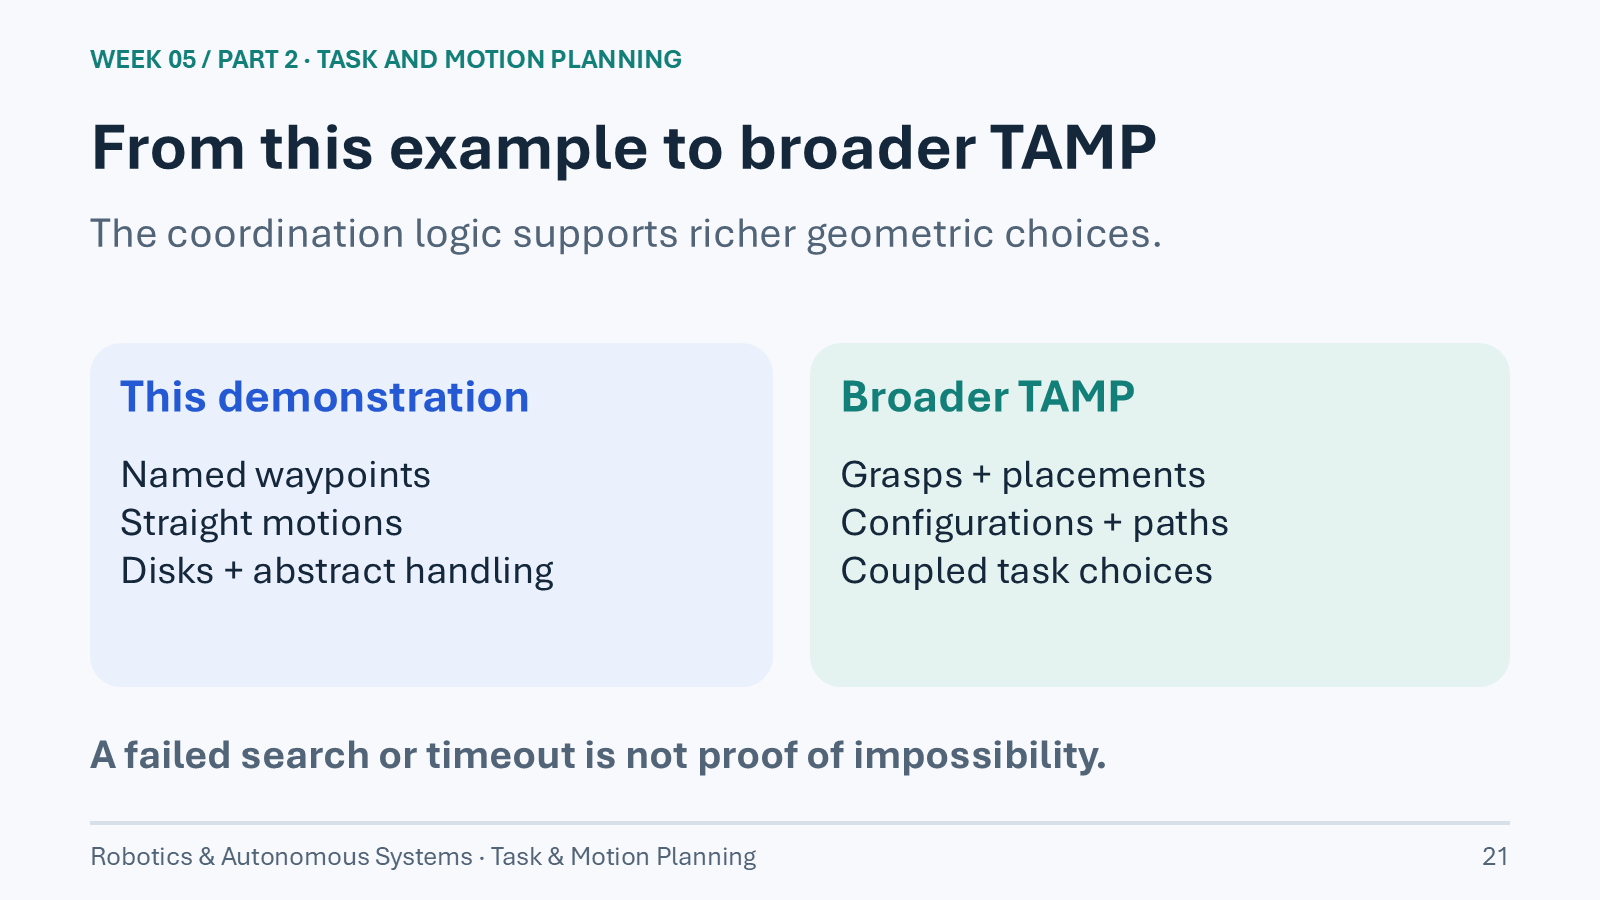 WEEK 05 / PART 2 · TASK AND MOTION PLANNING
From this example to broader TAMP
The coordination logic supports richer geometric choices.
This demonstration
Named waypoints
Straight motions
Disks + abstract handling
Broader TAMP
Grasps + placements
Configurations + paths
Coupled task choices
A failed search or timeout is not proof of impossibility.
Robotics & Autonomous Systems · Task & Motion Planning
21